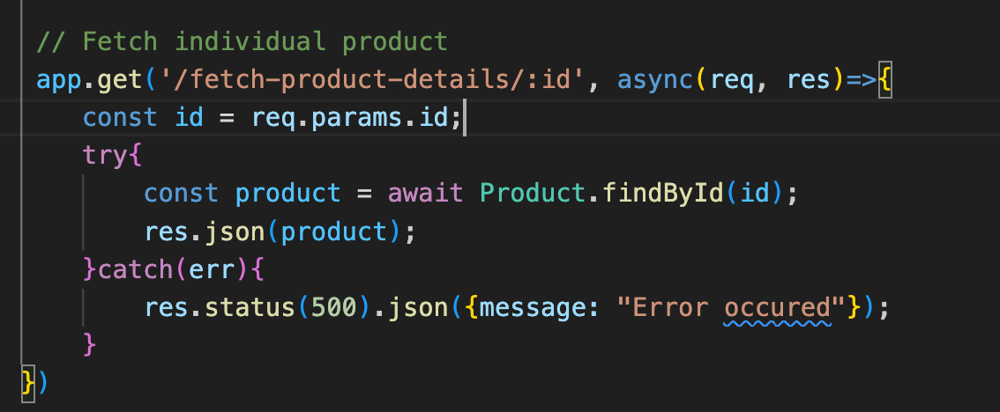 // Fetch individual product
app.get('/fetch-product-details/:id', async(req, res)=>{
const id = req.params.id;
try{
const product = await Product.findById(id);
res.json(product);
}catch(err){
res.status(500).json({message: "Error occured"});
}
})